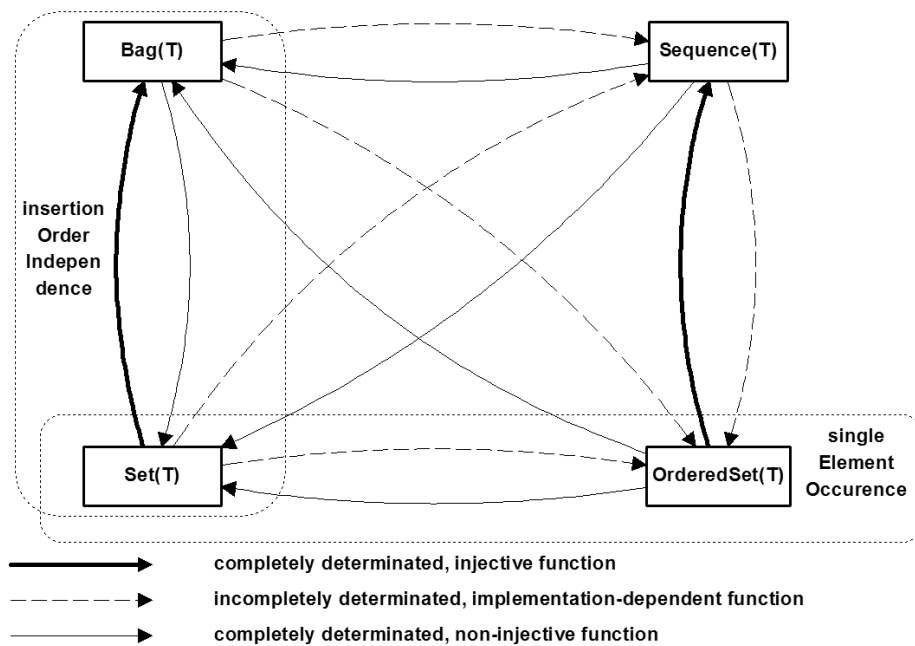 Bag(T)
Sequence(T)
insertion
Order
Indepen
dence
Set(T)
OrderedSet(T)
single
Element
Occurence
completely determinated, injective function
incompletely determinated, implementation-dependent function
completely determinated, non-injective function